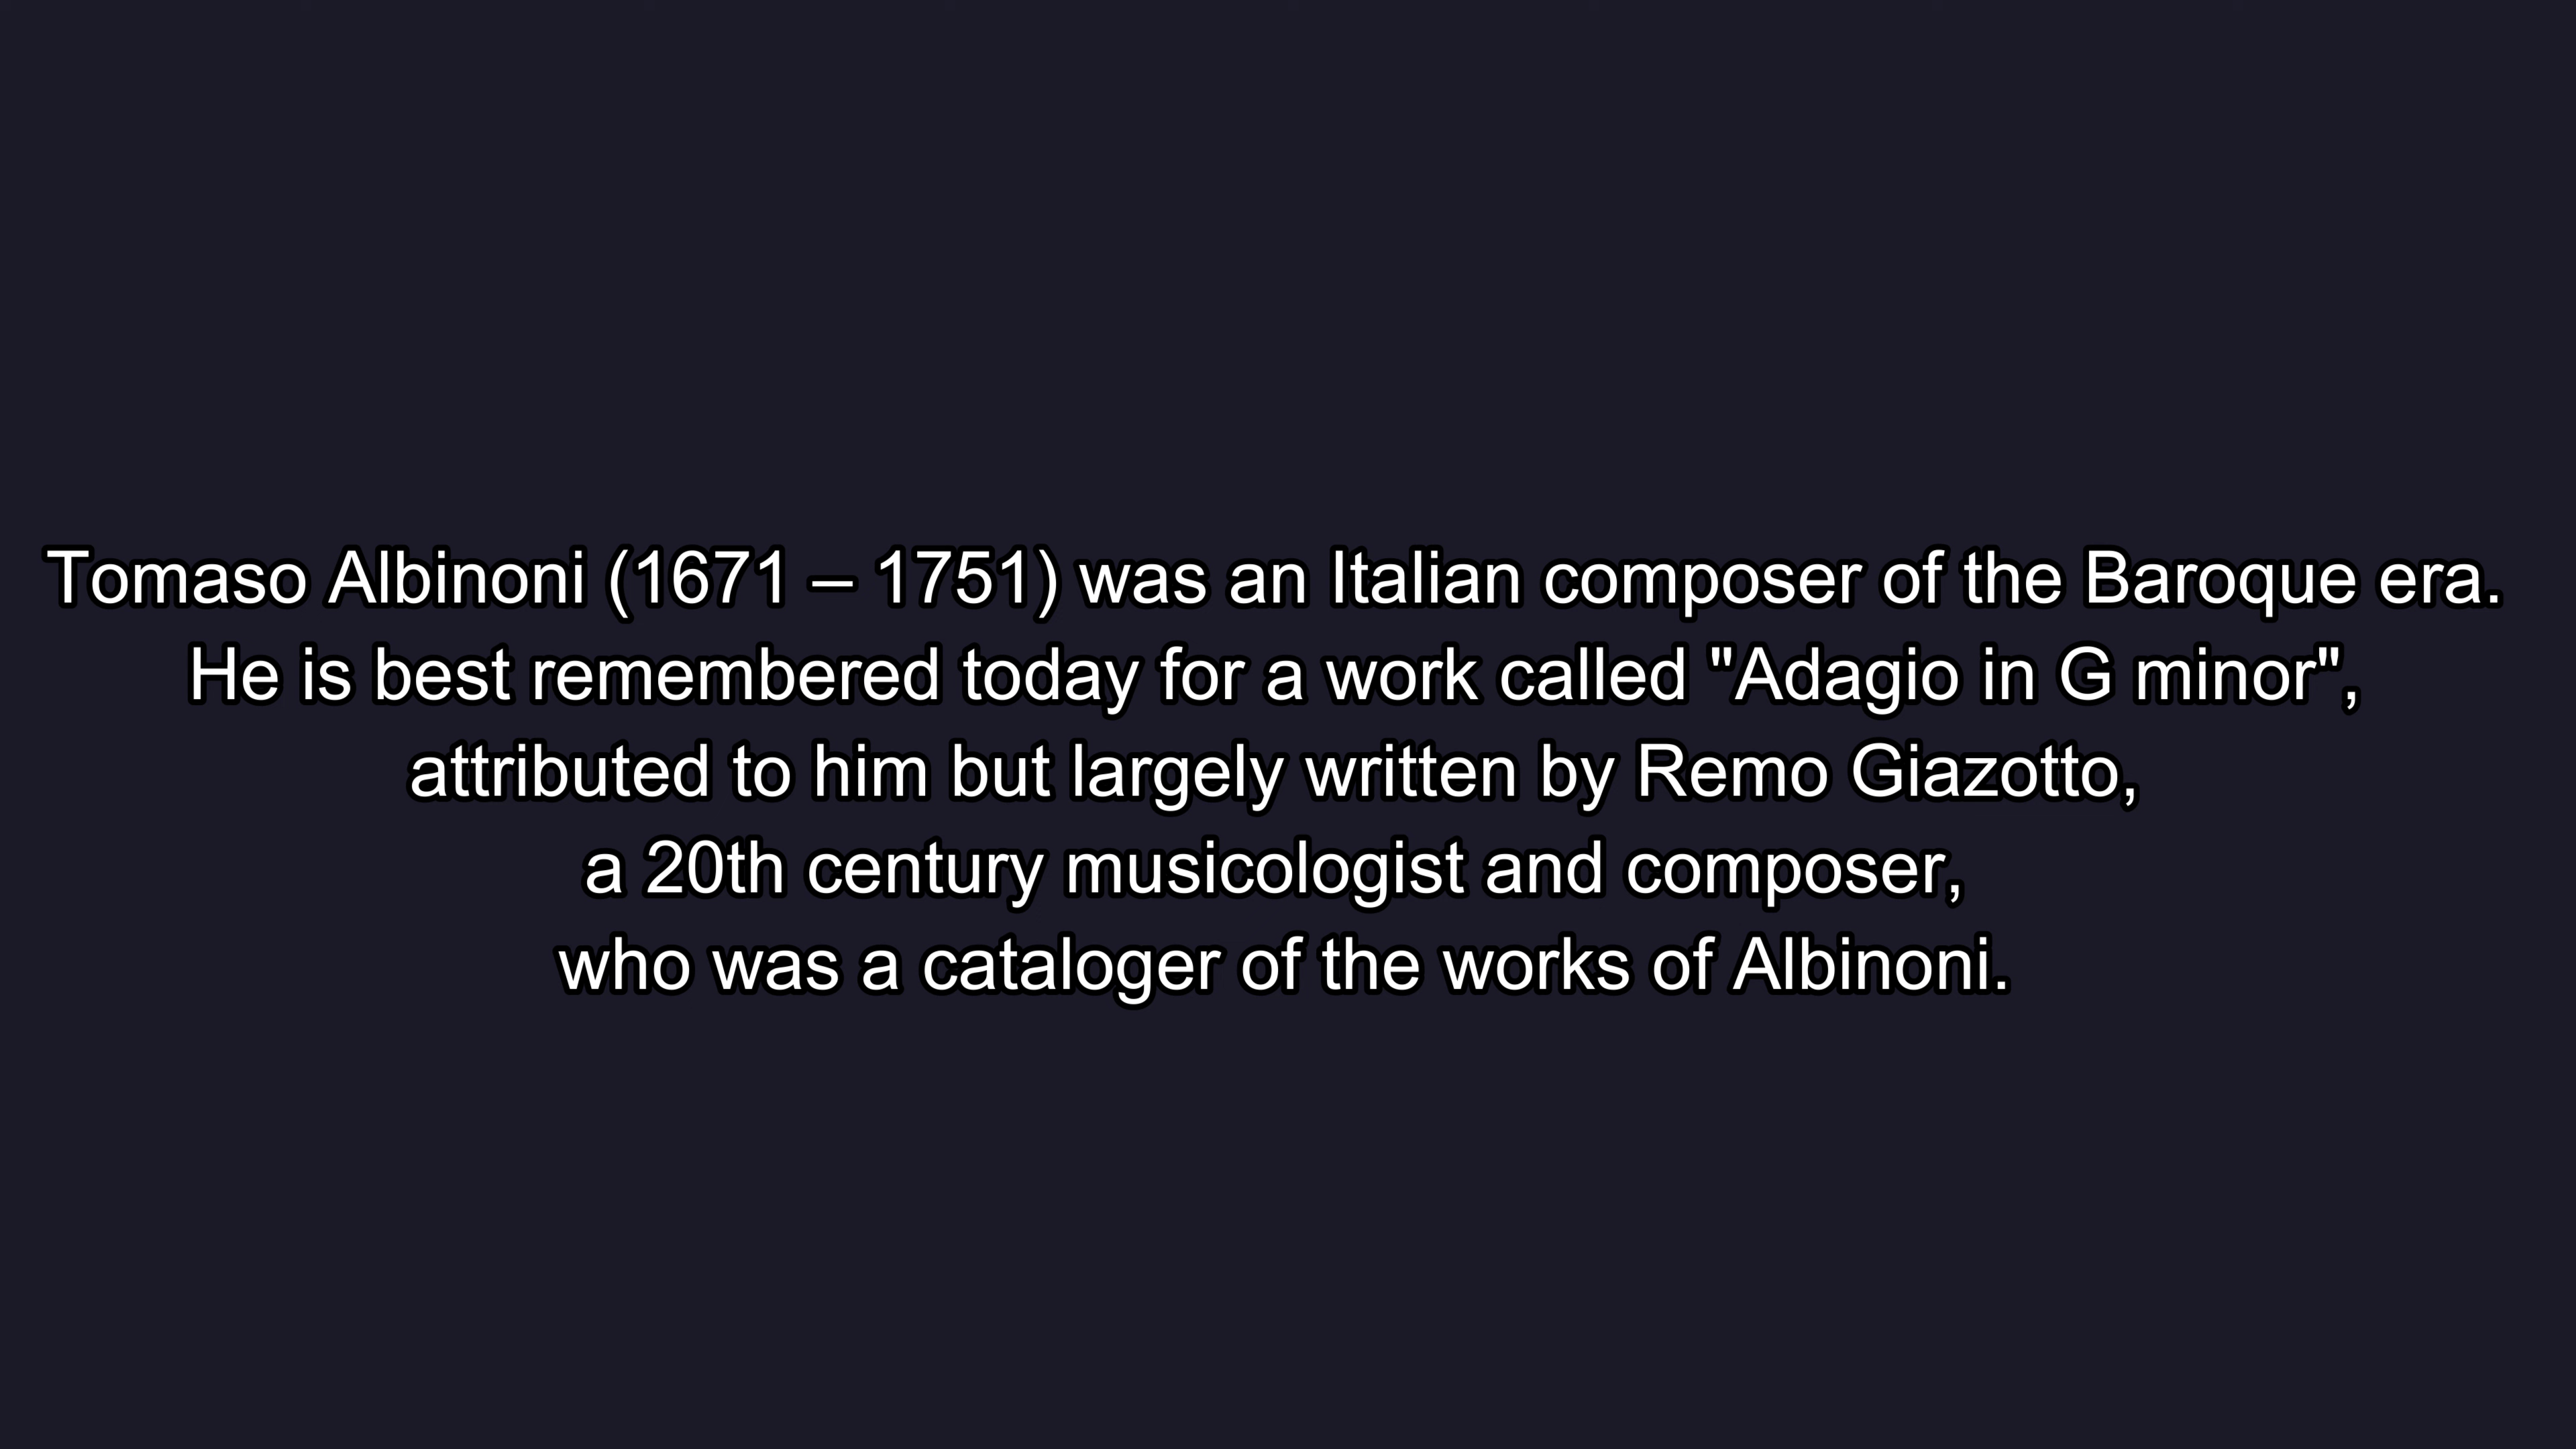 Tomaso Albinoni (1671 – 1751) was an Italian composer of the Baroque era.
He is best remembered today for a work called "Adagio in G minor",
attributed to him but largely written by Remo Giazotto,
a 20th century musicologist and composer,
who was a cataloger of the works of Albinoni.